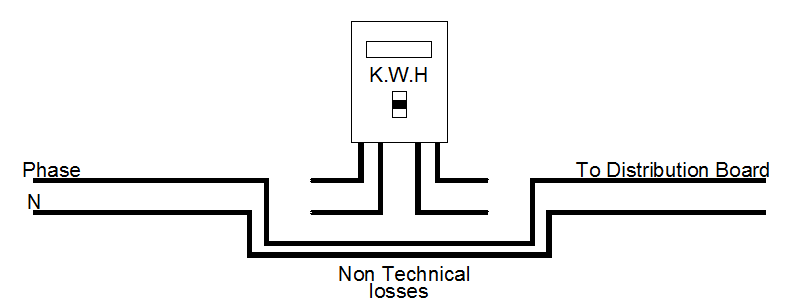 K.W.H
Phase
To Distribution Board
N
Non Technical
losses